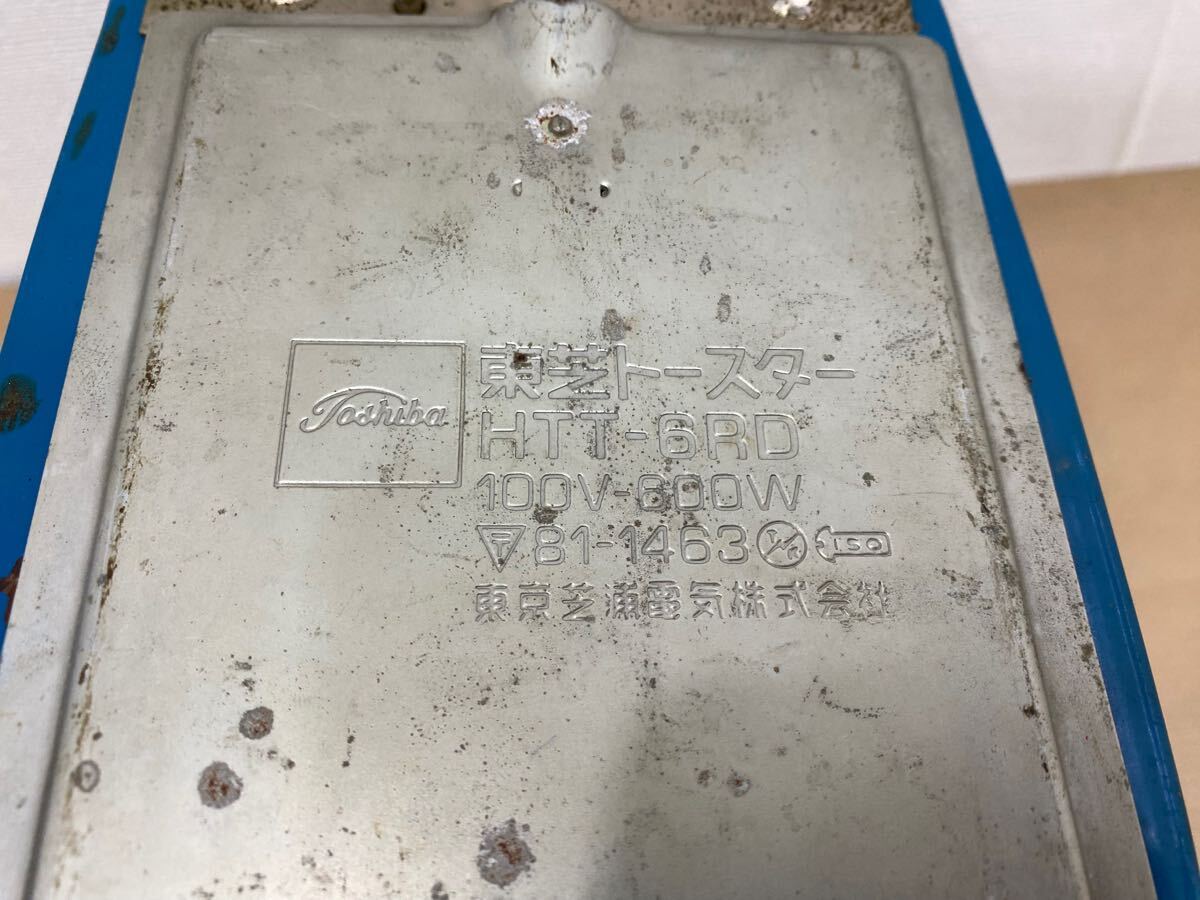 Toshiba
東芝トースター
HTT-6RD
100V-600W
〒81-1463 ISO
東京芝浦電気株式会社